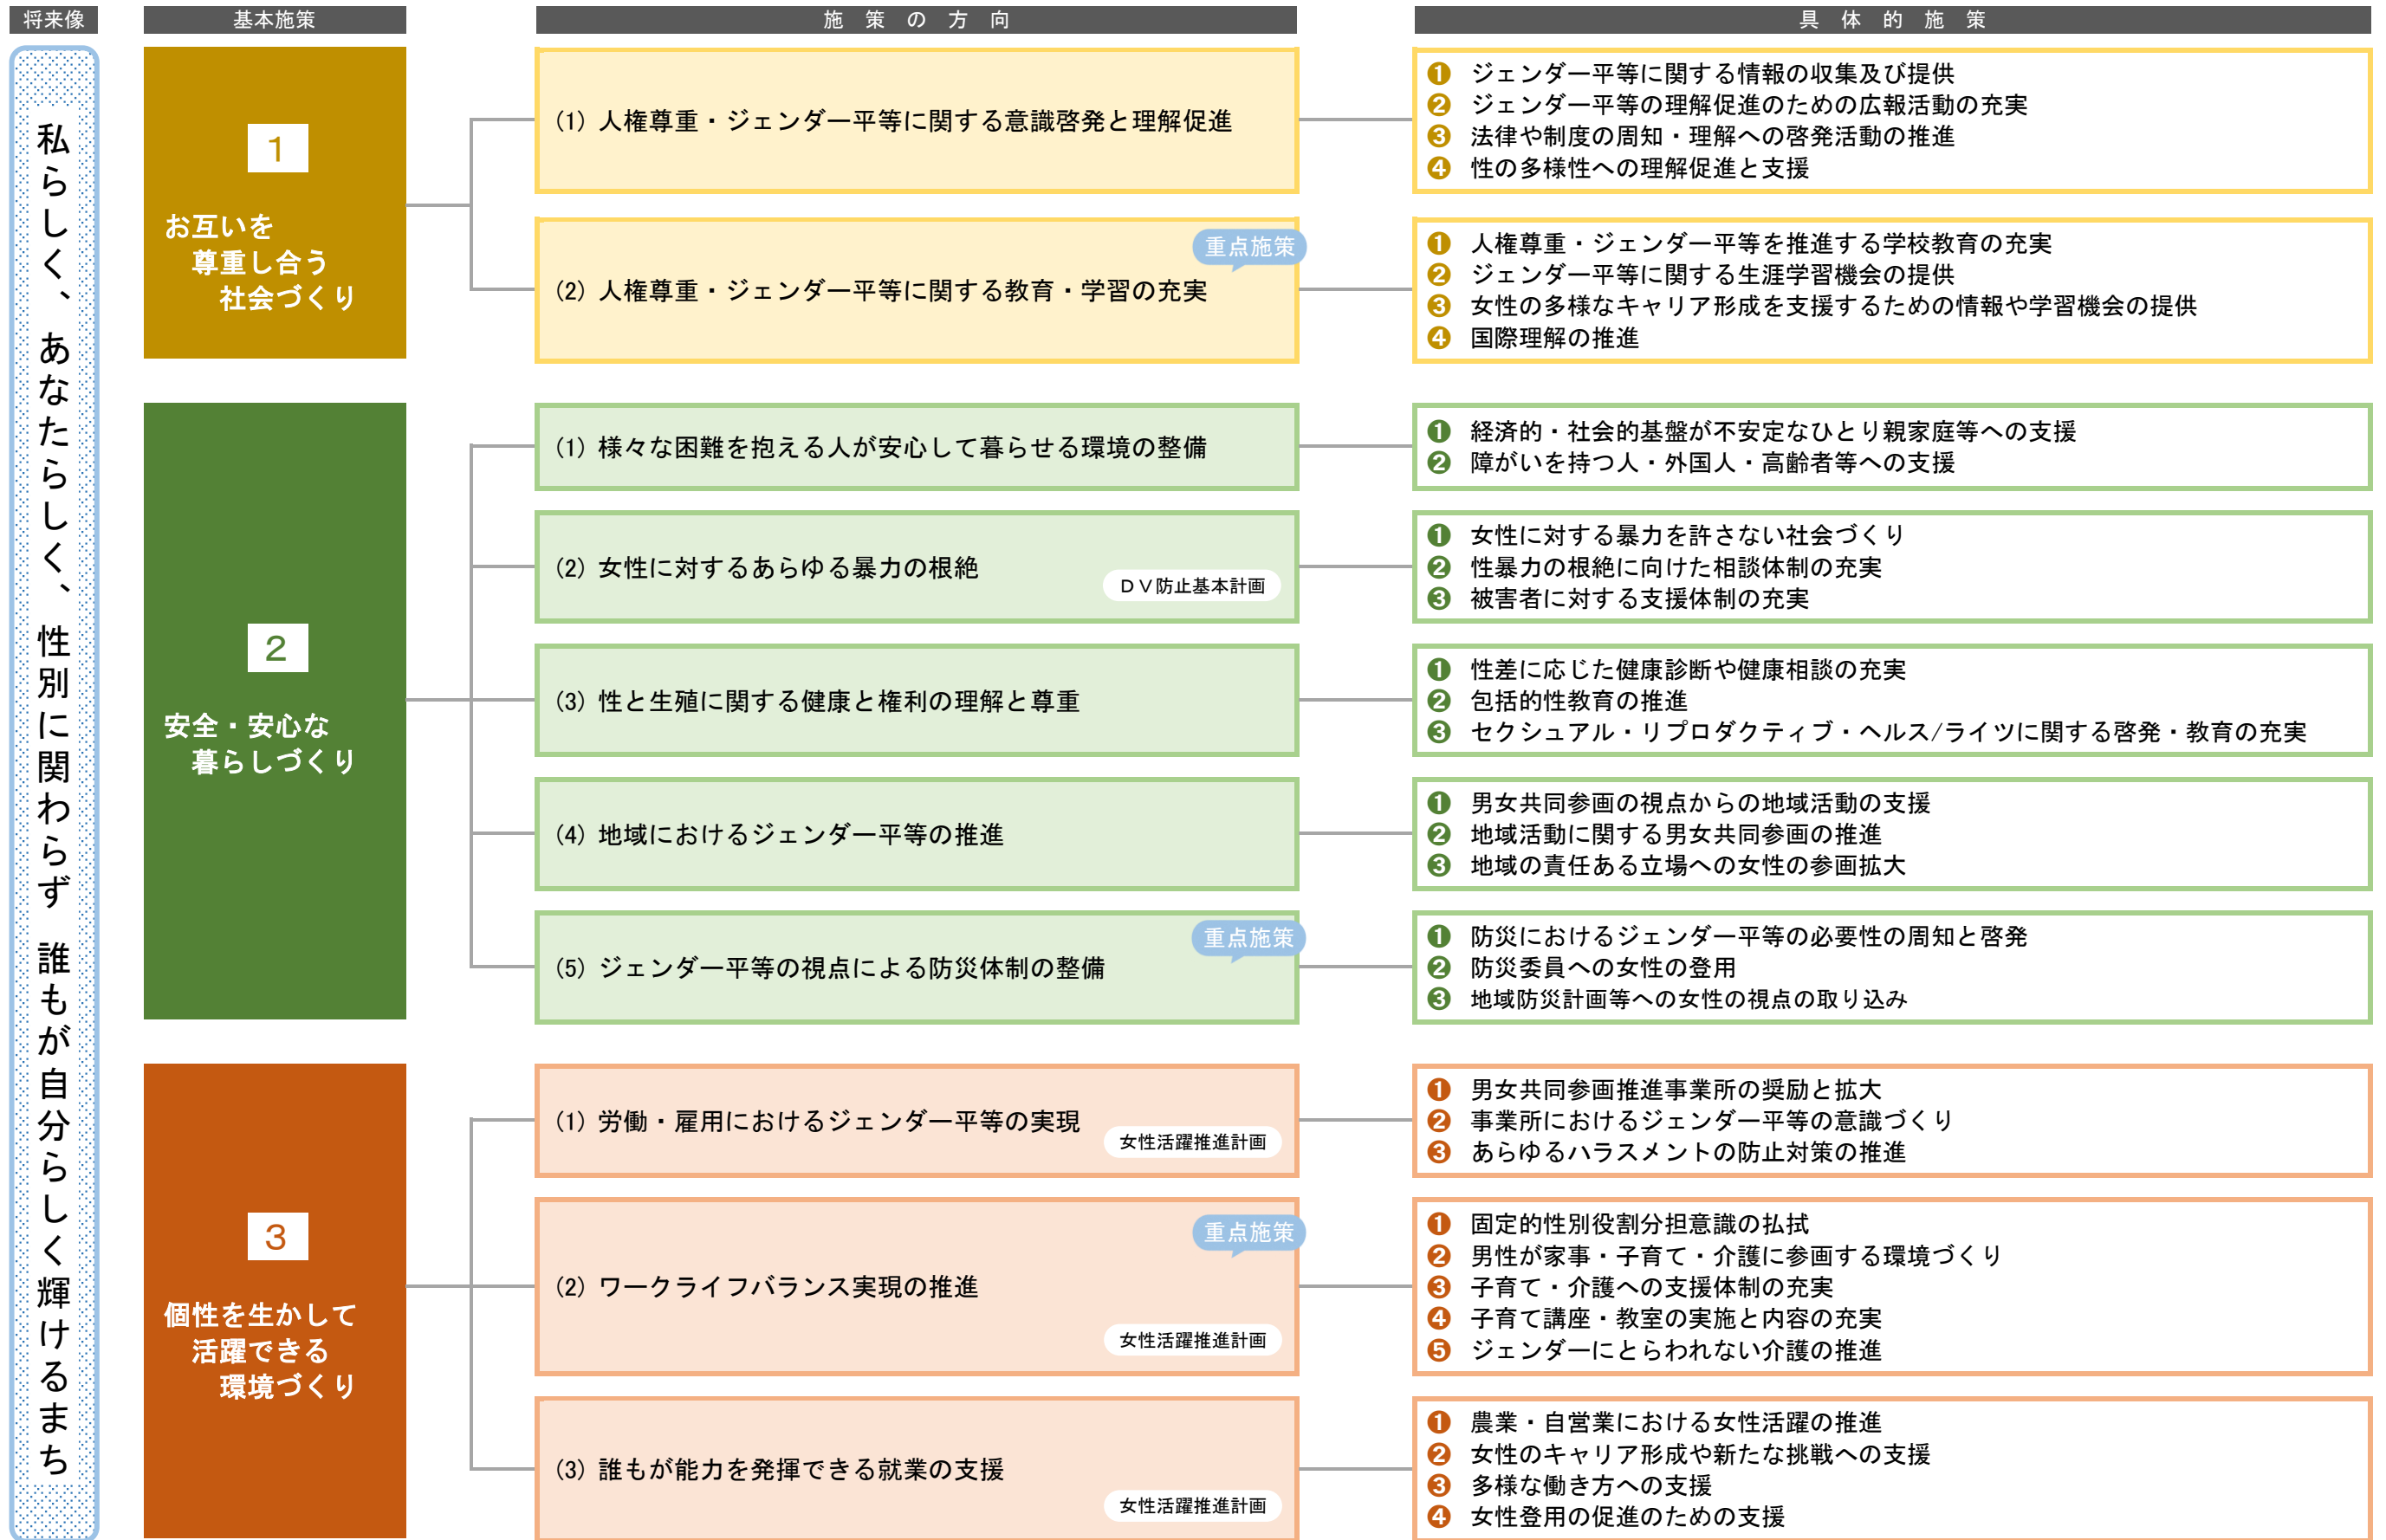 将来像
基本施策
施策の方向
具体的施策
私らしく、あなたらしく、性別に関わらず 誰もが自分らしく輝けるまち
1
お互いを
尊重し合う
社会づくり
(1) 人権尊重・ジェンダー平等に関する意識啓発と理解促進
❶ ジェンダー平等に関する情報の収集及び提供
❷ ジェンダー平等の理解促進のための広報活動の充実
❸ 法律や制度の周知・理解への啓発活動の推進
❹ 性の多様性への理解促進と支援
重点施策
(2) 人権尊重・ジェンダー平等に関する教育・学習の充実
❶ 人権尊重・ジェンダー平等を推進する学校教育の充実
❷ ジェンダー平等に関する生涯学習機会の提供
❸ 女性の多様なキャリア形成を支援するための情報や学習機会の提供
❹ 国際理解の推進
2
安全・安心な
暮らしづくり
(1) 様々な困難を抱える人が安心して暮らせる環境の整備
❶ 経済的・社会的基盤が不安定なひとり親家庭等への支援
❷ 障がいを持つ人・外国人・高齢者等への支援
(2) 女性に対するあらゆる暴力の根絶
ＤＶ防止基本計画
❶ 女性に対する暴力を許さない社会づくり
❷ 性暴力の根絶に向けた相談体制の充実
❸ 被害者に対する支援体制の充実
(3) 性と生殖に関する健康と権利の理解と尊重
❶ 性差に応じた健康診断や健康相談の充実
❷ 包括的性教育の推進
❸ セクシュアル・リプロダクティブ・ヘルス/ライツに関する啓発・教育の充実
(4) 地域におけるジェンダー平等の推進
❶ 男女共同参画の視点からの地域活動の支援
❷ 地域活動に関する男女共同参画の推進
❸ 地域の責任ある立場への女性の参画拡大
重点施策
(5) ジェンダー平等の視点による防災体制の整備
❶ 防災におけるジェンダー平等の必要性の周知と啓発
❷ 防災委員への女性の登用
❸ 地域防災計画等への女性の視点の取り込み
3
個性を生かして
活躍できる
環境づくり
(1) 労働・雇用におけるジェンダー平等の実現
女性活躍推進計画
❶ 男女共同参画推進事業所の奨励と拡大
❷ 事業所におけるジェンダー平等の意識づくり
❸ あらゆるハラスメントの防止対策の推進
重点施策
(2) ワークライフバランス実現の推進
女性活躍推進計画
❶ 固定的性別役割分担意識の払拭
❷ 男性が家事・子育て・介護に参画する環境づくり
❸ 子育て・介護への支援体制の充実
❹ 子育て講座・教室の実施と内容の充実
❺ ジェンダーにとらわれない介護の推進
(3) 誰もが能力を発揮できる就業の支援
女性活躍推進計画
❶ 農業・自営業における女性活躍の推進
❷ 女性のキャリア形成や新たな挑戦への支援
❸ 多様な働き方への支援
❹ 女性登用の促進のための支援